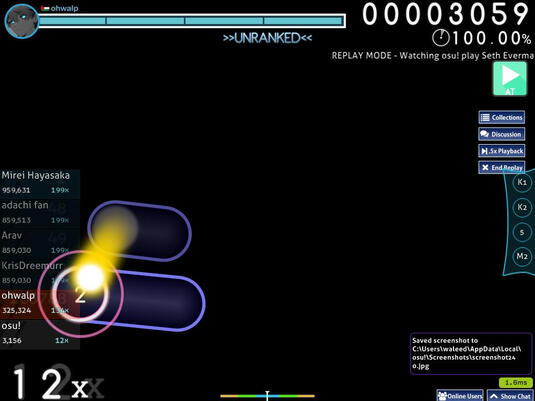 ohwalp
00003059
>>UNRANKED<<
100.00%
REPLAY MODE - Watching osu! play Seth Everma
AT
Collections
Discussion
.5x Playback
End Replay
K1
K2
5
M2
Mirei Hayasaka
959,631 199x
adachi fan
859,513 199x
Arav
859,030 199x
KrisDreemurr
859,030 199x
ohwalp
325,324 134x
osu!
3,156 12x
2
Saved screenshot to
C:\Users\waleed\AppData\Local\
osu!\Screenshots\screenshot24
0.jpg
12x
1.6ms
Online Users
Show Chat